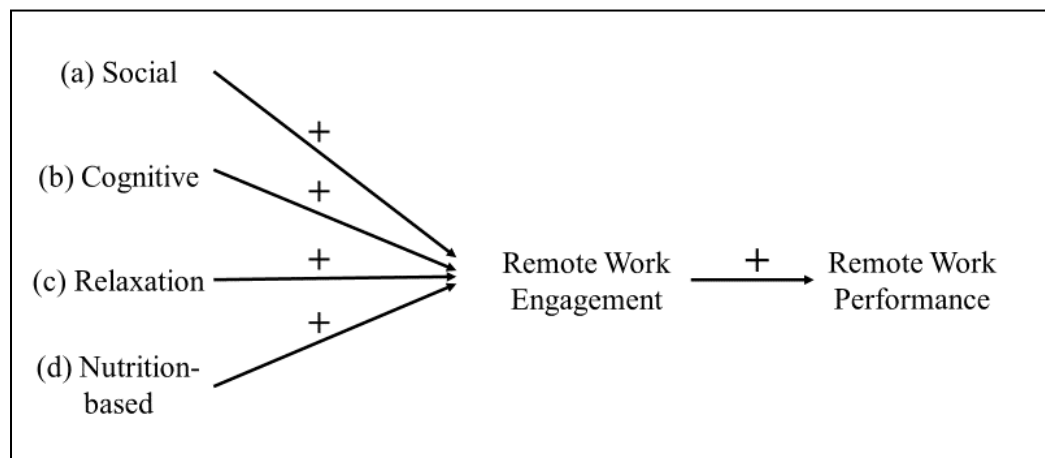 (a) Social
+
(b) Cognitive
+
(c) Relaxation
+
(d) Nutrition-
based
+
Remote Work
Engagement
+
Remote Work
Performance